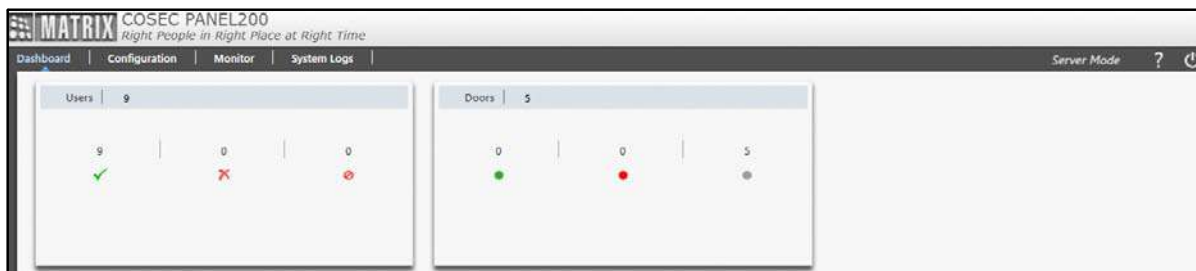 MATRIX COSEC PANEL200
Right People in Right Place at Right Time
Dashboard Configuration Monitor System Logs Server Mode ?
Users 9
9 0 0
Doors 5
0 0 5